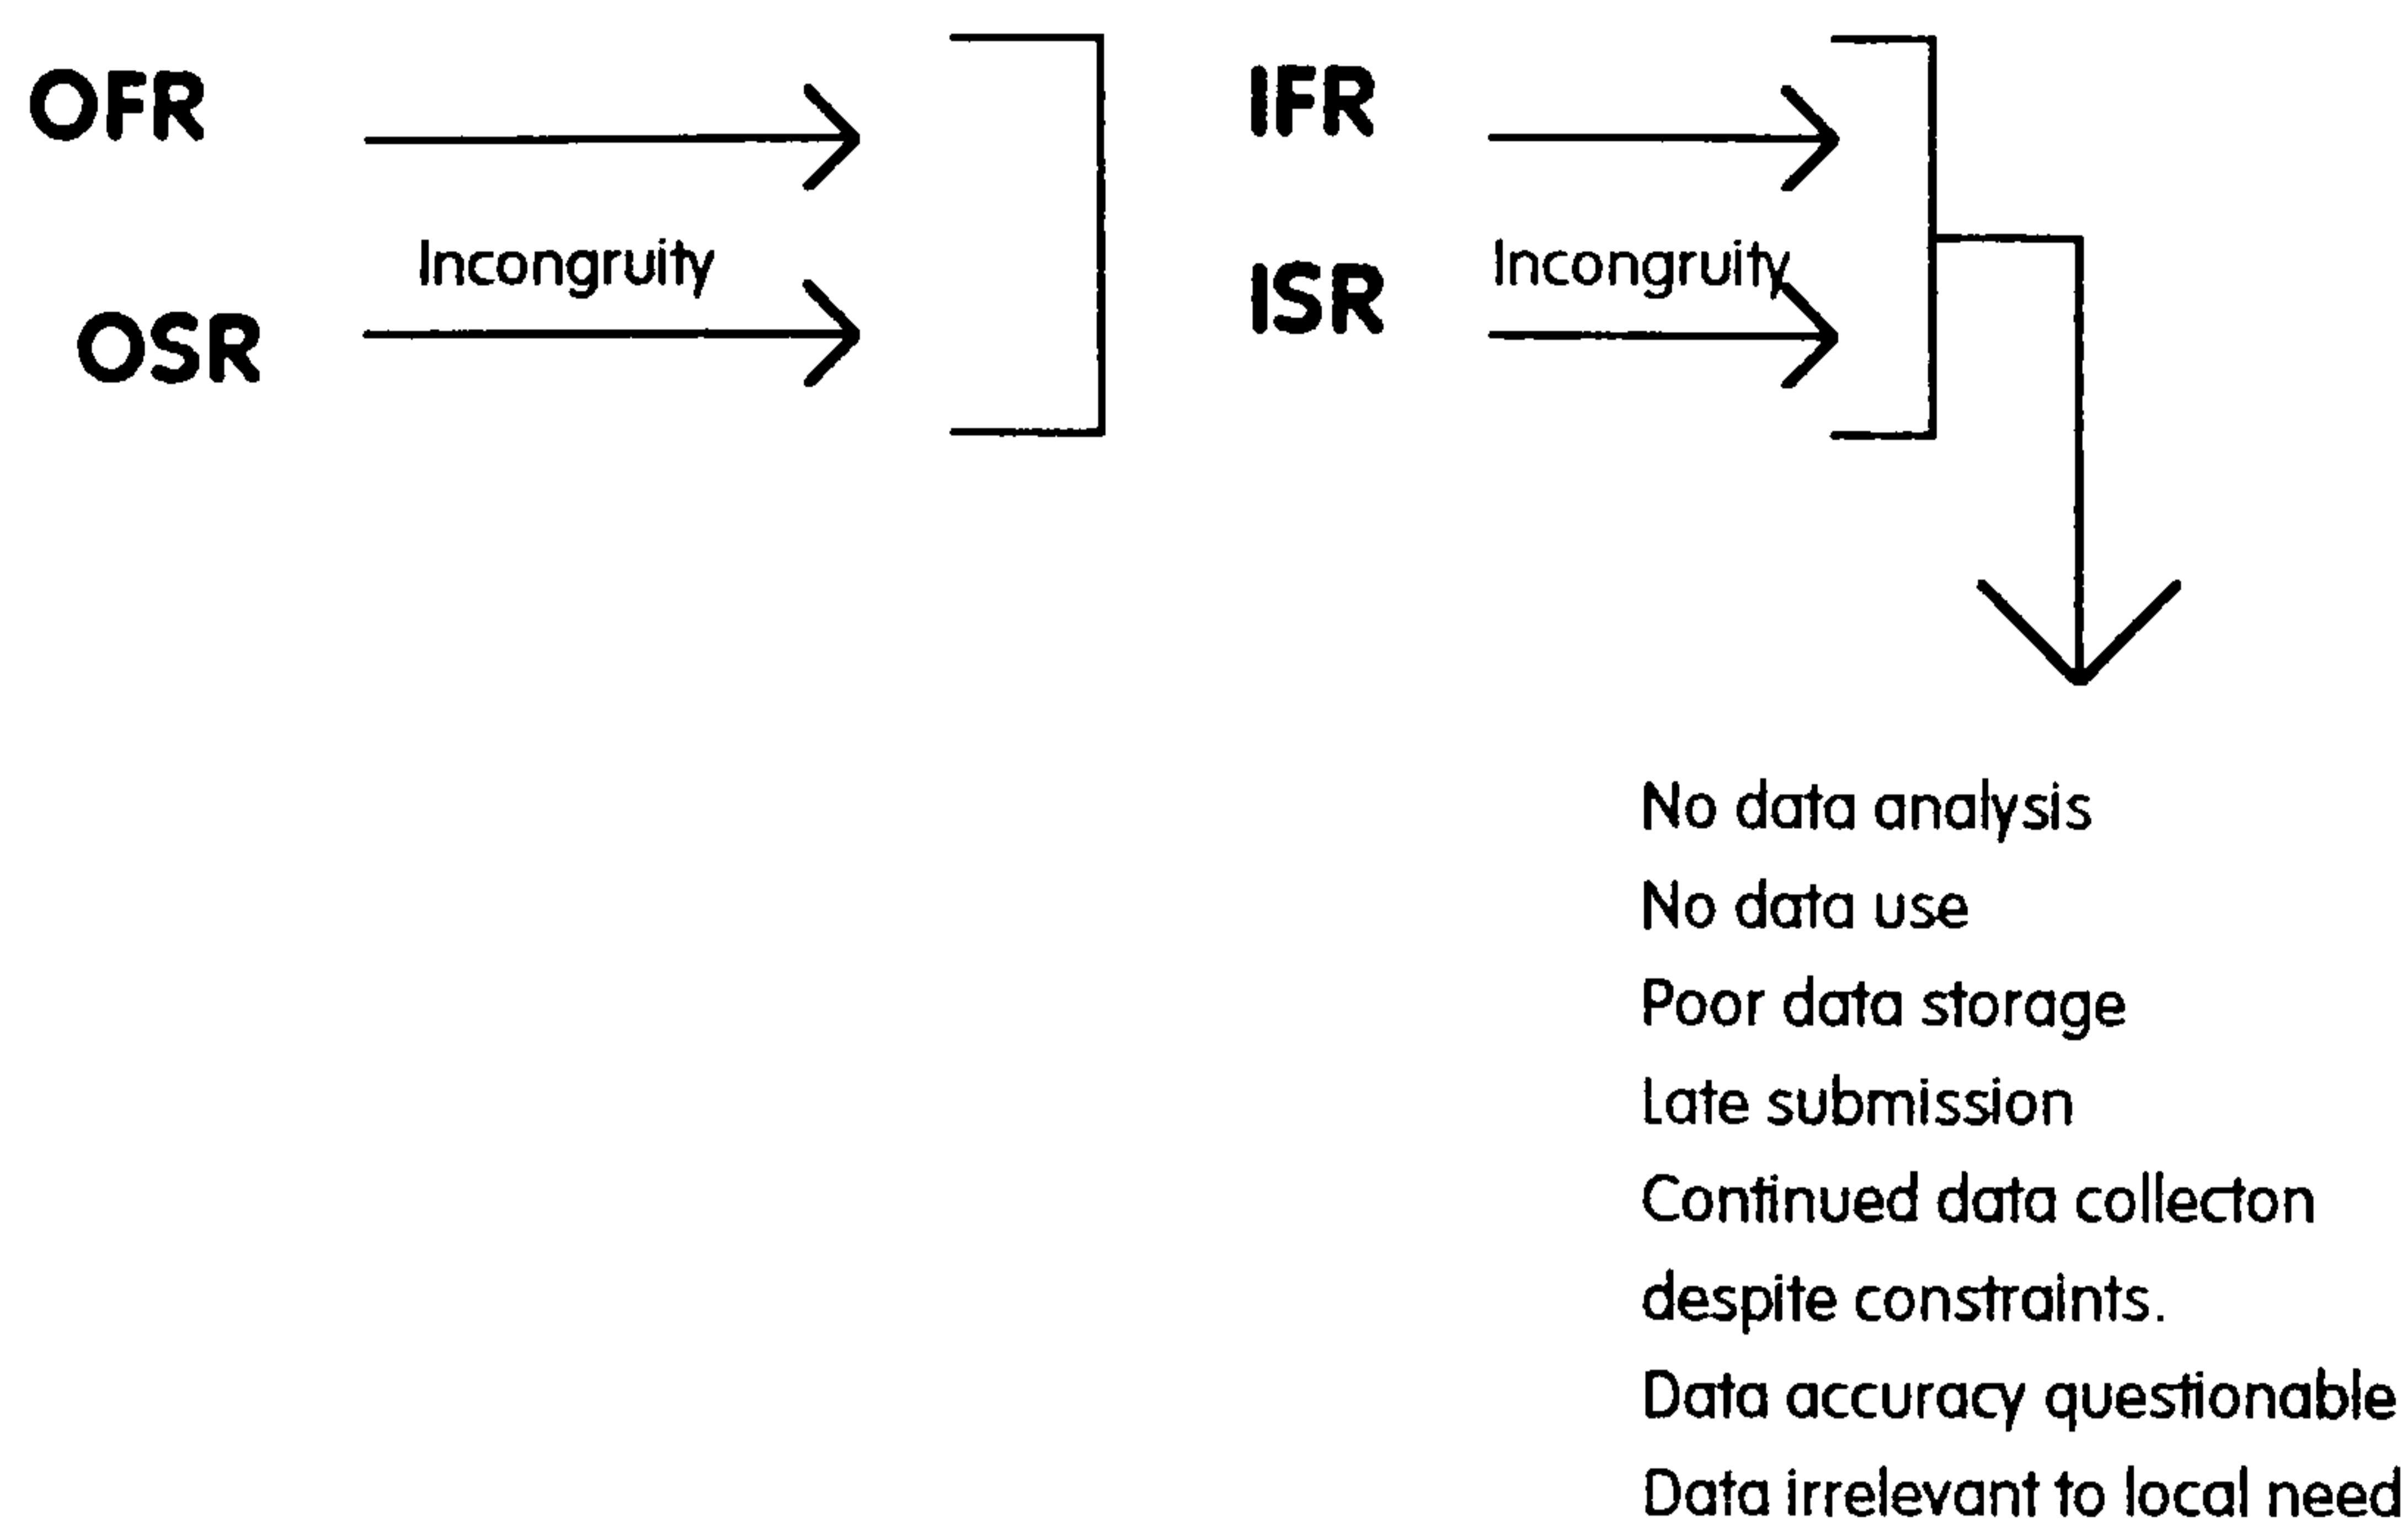 OFR
IFR
Incongruity
Incongruity
OSR
ISR
No data analysis
No data use
Poor data storage
Late submission
Continued data collecton
despite constraints.
Data accuracy questionable
Data irrelevant to local need